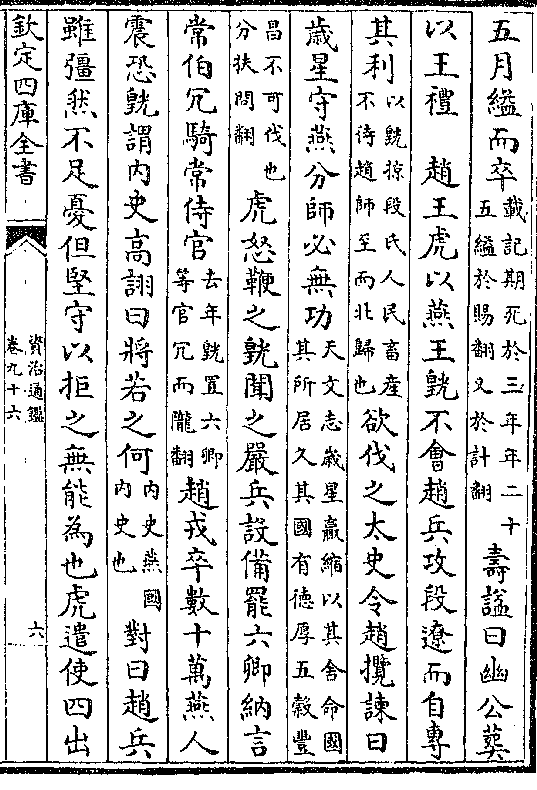 五月縊而卒載記期死於三年年二十五縊於賜翻又於計翻壽諡曰幽公葬
以王禮　趙王虎以燕王皝不會趙兵攻段遼而自專
其利以皝掠段氏人民畜産不待趙師至而北歸也欲伐之太史令趙攬諫曰
歲星守燕分師必無功天文志歲星贏縮以其舍命國其所居久其國有德厚五穀豐
昌不可伐也分扶問翻虎怒鞭之皝聞之嚴兵設備罷六卿納言
常伯冗騎常侍官去年皝置六卿等官冗而隴翻趙戎卒數十萬燕人
震恐皝謂内史高詡曰將若之何内史燕國内史也對曰趙兵
雖彊然不足憂但堅守以拒之無能為也虎遣使四出
欽定四庫全書
資治通鑑
卷九十六
六